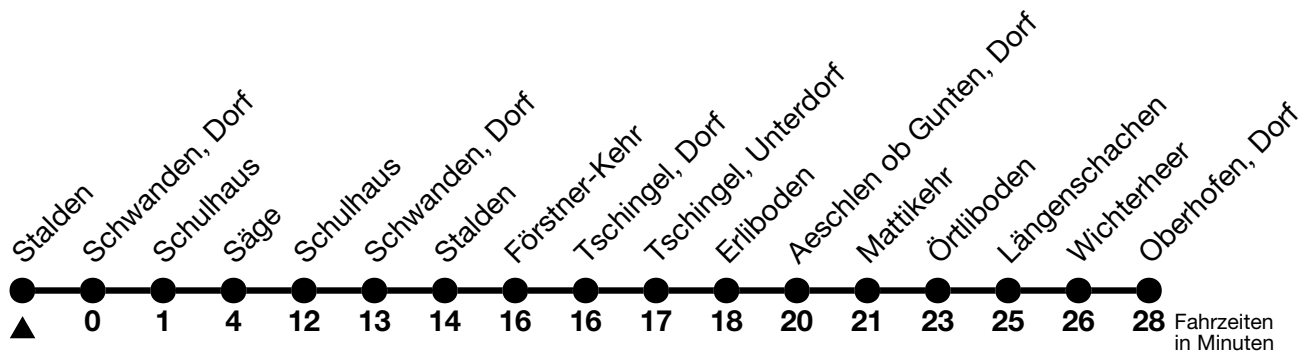 Stalden
Schwanden, Dorf
Schulhaus
Säge
Schulhaus
Schwanden, Dorf
Stalden
Förstner-Kehr
Tschingel, Dorf
Tschingel, Unterdorf
Erliboden
Aeschlen ob Gunten, Dorf
Mattikehr
Örtliboden
Längenschachen
Wichterheer
Oberhofen, Dorf
0 1 4 12 13 14 16 16 17 18 20 21 23 25 26 28 Fahrzeiten
in Minuten